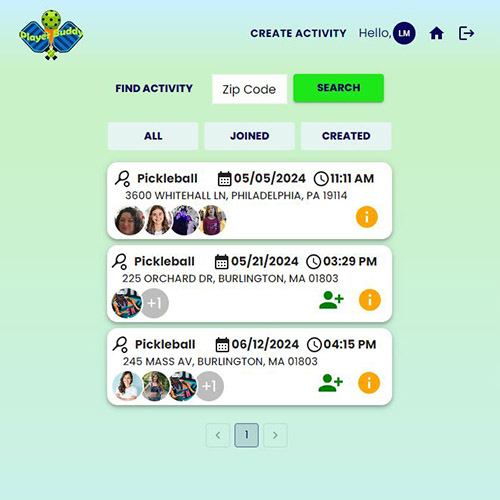 Player Buddy
CREATE ACTIVITY Hello, LM
FIND ACTIVITY Zip Code SEARCH
ALL JOINED CREATED
Pickleball 05/05/2024 11:11 AM
3600 WHITEHALL LN, PHILADELPHIA, PA 19114
Pickleball 05/21/2024 03:29 PM
225 ORCHARD DR, BURLINGTON, MA 01803
+1
Pickleball 06/12/2024 04:15 PM
245 MASS AV, BURLINGTON, MA 01803
+1
1